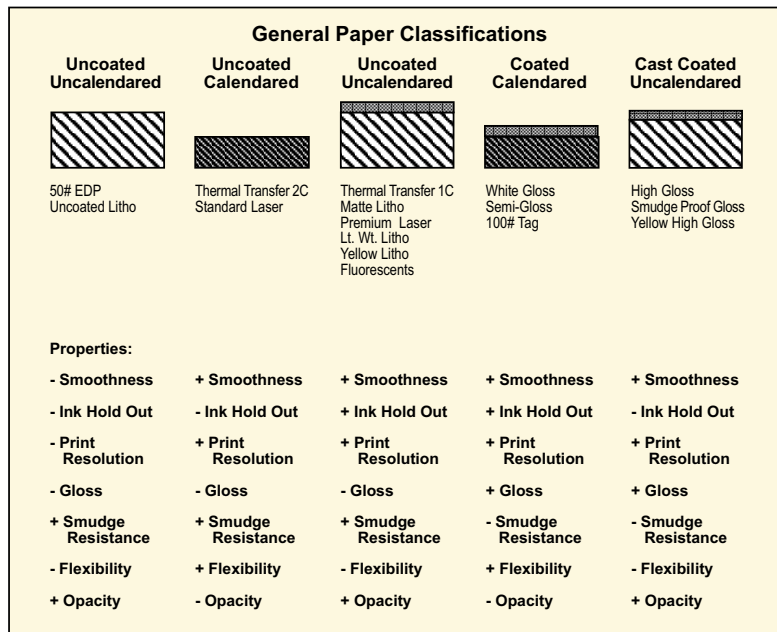 General Paper Classifications
Uncoated
Uncalendared
Uncoated
Calendared
Uncoated
Uncalendared
Coated
Calendared
Cast Coated
Uncalendared
50# EDP
Uncoated Litho
Thermal Transfer 2C
Standard Laser
Thermal Transfer 1C
Matte Litho
Premium Laser
Lt. Wt. Litho
Yellow Litho
Fluorescents
White Gloss
Semi-Gloss
100# Tag
High Gloss
Smudge Proof Gloss
Yellow High Gloss
Properties:
- Smoothness + Smoothness + Smoothness + Smoothness + Smoothness
- Ink Hold Out - Ink Hold Out + Ink Hold Out + Ink Hold Out - Ink Hold Out
- Print + Print + Print + Print + Print
Resolution Resolution Resolution Resolution Resolution
- Gloss - Gloss - Gloss + Gloss + Gloss
+ Smudge + Smudge + Smudge - Smudge - Smudge
Resistance Resistance Resistance Resistance Resistance
- Flexibility + Flexibility - Flexibility + Flexibility - Flexibility
+ Opacity - Opacity + Opacity - Opacity + Opacity